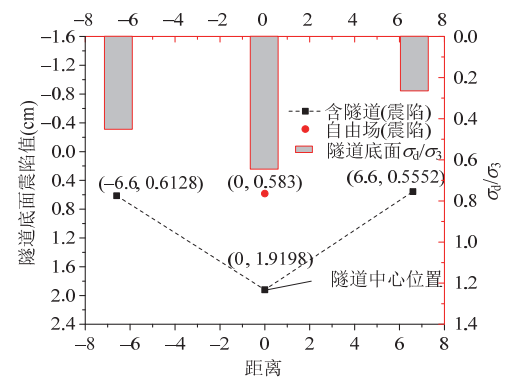 −8 −6 −4 −2 0 2 4 6 8
−1.6 0.0
−1.2 0.2
−0.8 0.4
−0.4
0.0 0.6
0.4 0.8
0.8 1.0
1.2
1.6 1.2
2.0
2.4 1.4
隧道底面震陷值(cm)
σd/σ3
含隧道(震陷)
自由场(震陷)
隧道底面σd/σ3
(−6.6, 0.6128) (0, 0.583) (6.6, 0.5552)
(0, 1.9198)
隧道中心位置
−8 −6 −4 −2 0 2 4 6 8
距离